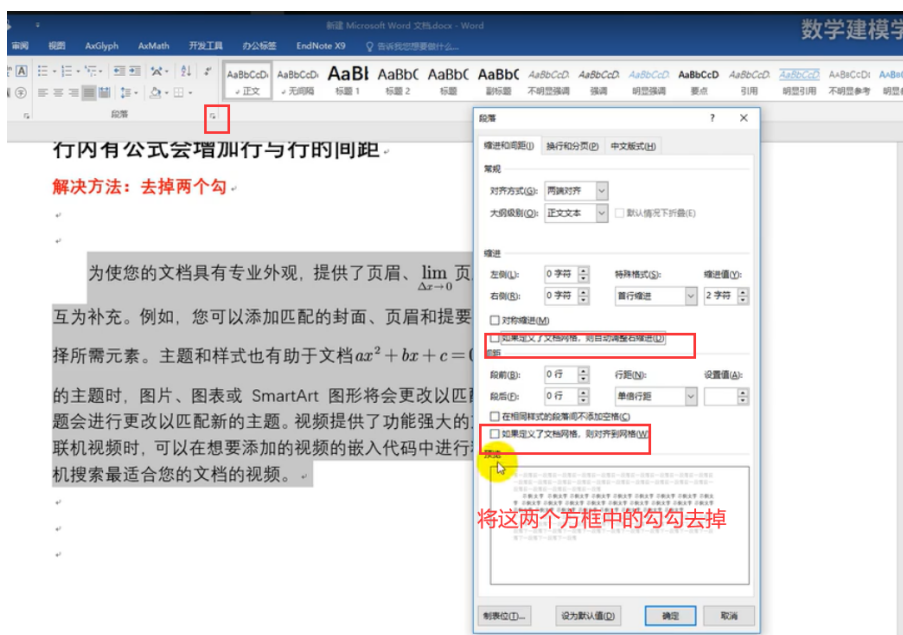 新建 Microsoft Word 文档.docx - Word
数学建模学
审阅 视图 AxGlyph AxMath 开发工具 办公标签 EndNote X9 告诉我您想要做什么...
AaBbCcDc AaBbCcDc AaBl AaBbC AaBbC AaBbC AaBbCcD AaBbCcD AaBbCcD AaBbCcD AaBbCcD AaBbCcD AaBbCcDc AaBb
正文 无间隔 标题 1 标题 2 标题 副标题 不明显强调 强调 明显强调 要点 引用 明显引用 不明显参考 明显
段落
行内有公式会增加行与行的间距
解决方法：去掉两个勾
为使您的文档具有专业外观，提供了页眉、lim Δx→0 页
互为补充。例如，您可以添加匹配的封面、页眉和提要
择所需元素。主题和样式也有助于文档ax² + bx + c = 0
的主题时，图片、图表或 SmartArt 图形将会更改以匹配
题会进行更改以匹配新的主题。视频提供了功能强大的
联机视频时，可以在想要添加的视频的嵌入代码中进行
机搜索最适合您的文档的视频。
段落 ? ×
缩进和间距(I) 换行和分页(P) 中文版式(H)
常规
对齐方式(G): 两端对齐
大纲级别(O): 正文文本 默认情况下折叠(E)
缩进
左侧(L): 0 字符 特殊格式(S): 缩进值(Y):
右侧(R): 0 字符 首行缩进 2 字符
对称缩进(M)
如果定义了文档网格，则自动调整右缩进(D)
间距
段前(B): 0 行 行距(N): 设置值(A):
段后(F): 0 行 单倍行距
在相同样式的段落间不添加空格(C)
如果定义了文档网格，则对齐到网格(W)
预览
将这两个方框中的勾勾去掉
制表位(T)... 设为默认值(D) 确定 取消